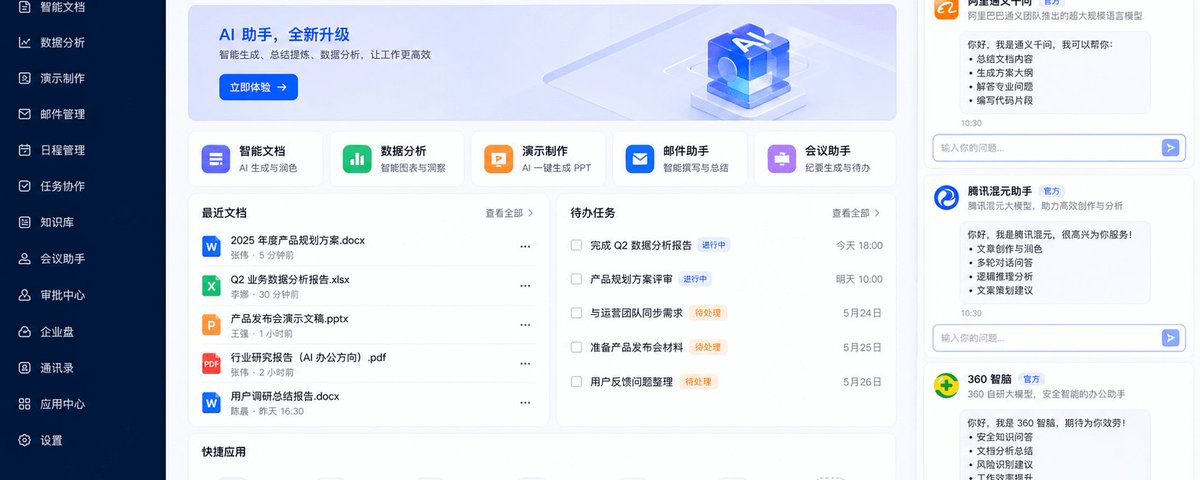 智能文档
数据分析
演示制作
邮件管理
日程管理
任务协作
知识库
会议助手
审批中心
企业盘
通讯录
应用中心
设置
AI 助手，全新升级
智能生成、总结提炼、数据分析，让工作更高效
立即体验 →
AI
智能文档
AI 生成与润色
数据分析
智能图表与洞察
演示制作
AI 一键生成 PPT
邮件助手
智能撰写与总结
会议助手
纪要生成与待办
最近文档
查看全部 >
W
2025 年度产品规划方案.docx
张伟 · 5 分钟前
X
Q2 业务数据分析报告.xlsx
李娜 · 30 分钟前
P
产品发布会演示文稿.pptx
王强 · 1 小时前
PDF
行业研究报告（AI 办公方向）.pdf
张伟 · 2 小时前
W
用户调研总结报告.docx
陈晨 · 昨天 16:30
待办任务
查看全部 >
完成 Q2 数据分析报告 进行中 今天 18:00
产品规划方案评审 进行中 明天 10:00
与运营团队同步需求 待处理 5月24日
准备产品发布会材料 待处理 5月25日
用户反馈问题整理 待处理 5月26日
快捷应用
阿里通义千问 官方
阿里巴巴通义团队推出的超大规模语言模型
你好，我是通义千问，我可以帮你：
• 总结文档内容
• 生成方案大纲
• 解答专业问题
• 编写代码片段
10:30
输入你的问题...
腾讯混元助手 官方
腾讯混元大模型，助力高效创作与分析
你好，我是腾讯混元，很高兴为你服务！
• 文章创作与润色
• 多轮对话问答
• 逻辑推理分析
• 文案策划建议
10:30
输入你的问题...
360 智脑 官方
360 自研大模型，安全智能的办公助手
你好，我是 360 智脑，期待为你效劳！
• 安全知识问答
• 文档分析总结
• 风险识别建议
• 工作效率提升